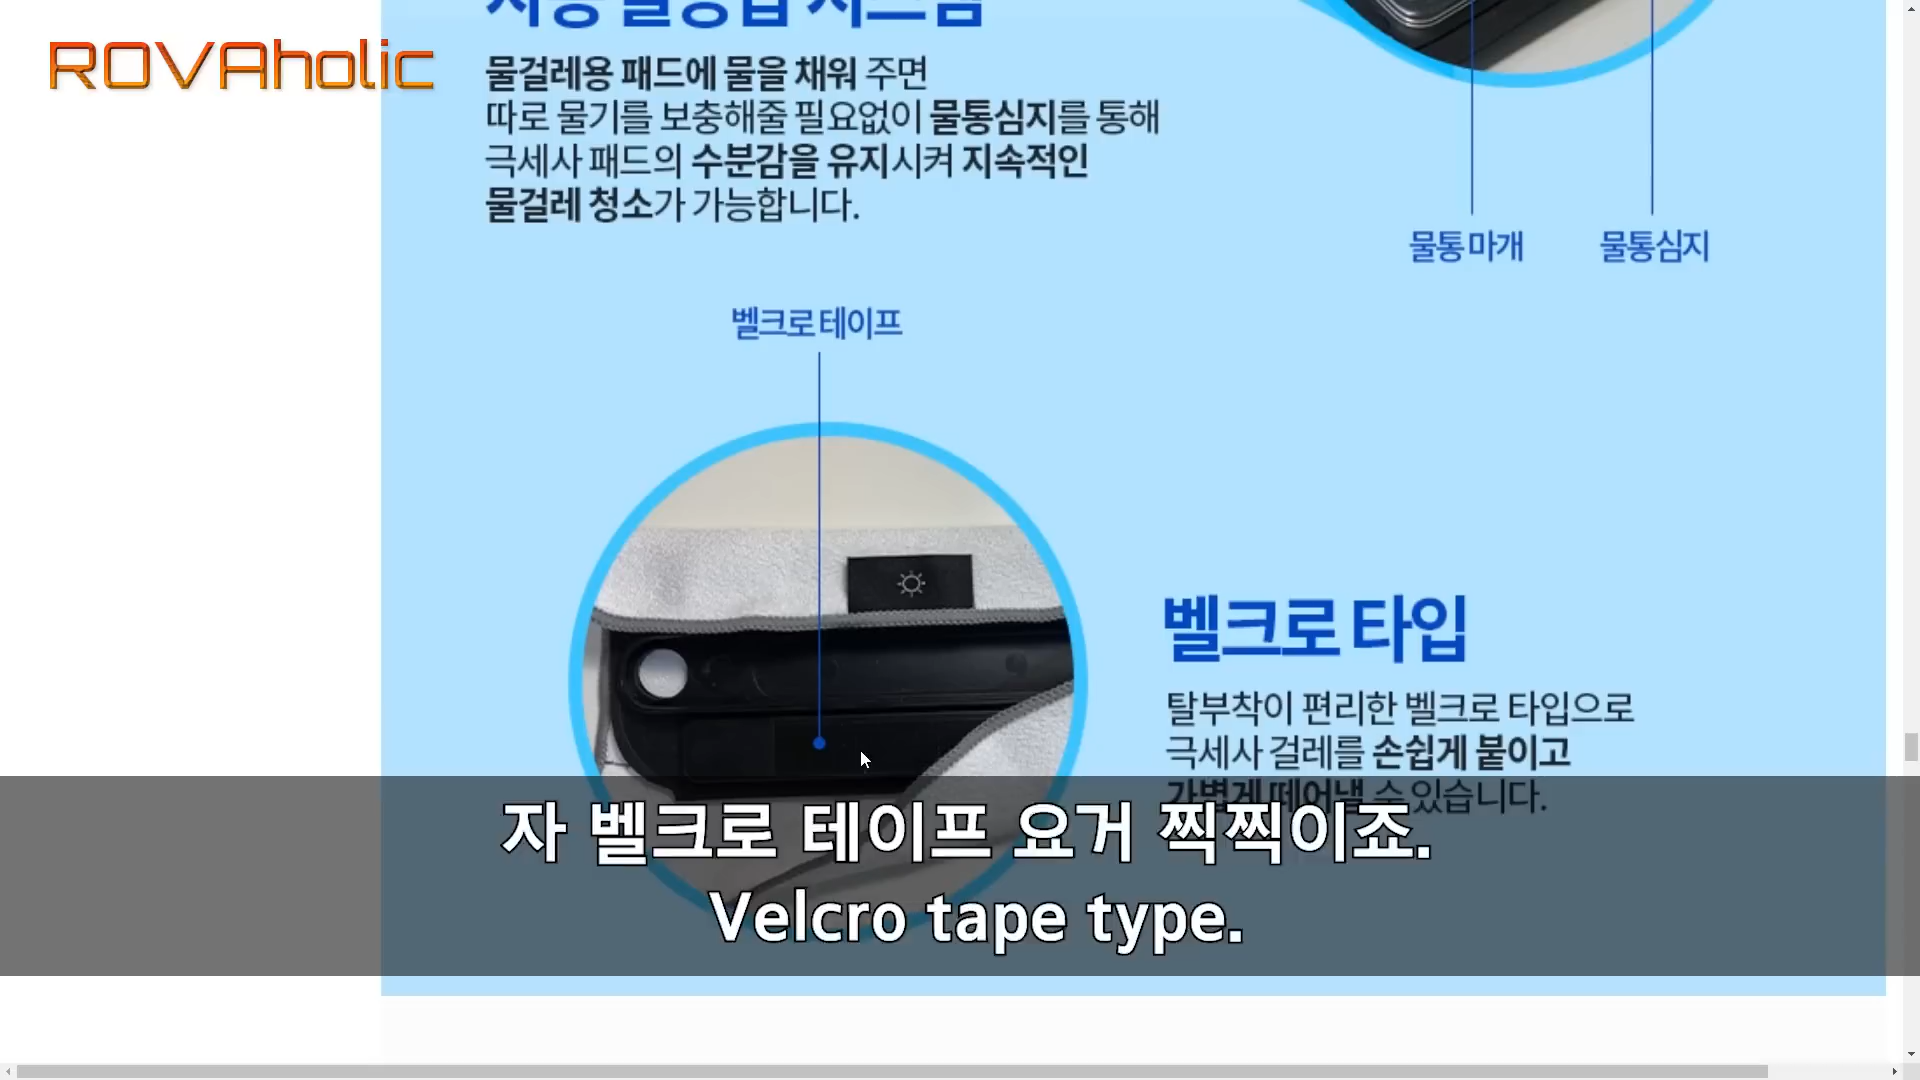 ROVAholic
물걸레용 패드에 물을 채워 주면
따로 물기를 보충해줄 필요없이 물통심지를 통해
극세사 패드의 수분감을 유지시켜 지속적인
물걸레 청소가 가능합니다.
물통 마개
물통심지
벨크로 테이프
벨크로 타입
탈부착이 편리한 벨크로 타입으로
극세사 걸레를 손쉽게 붙이고
가볍게 떼어낼 수 있습니다.
자 벨크로 테이프 요거 찍찍이죠.
Velcro tape type.